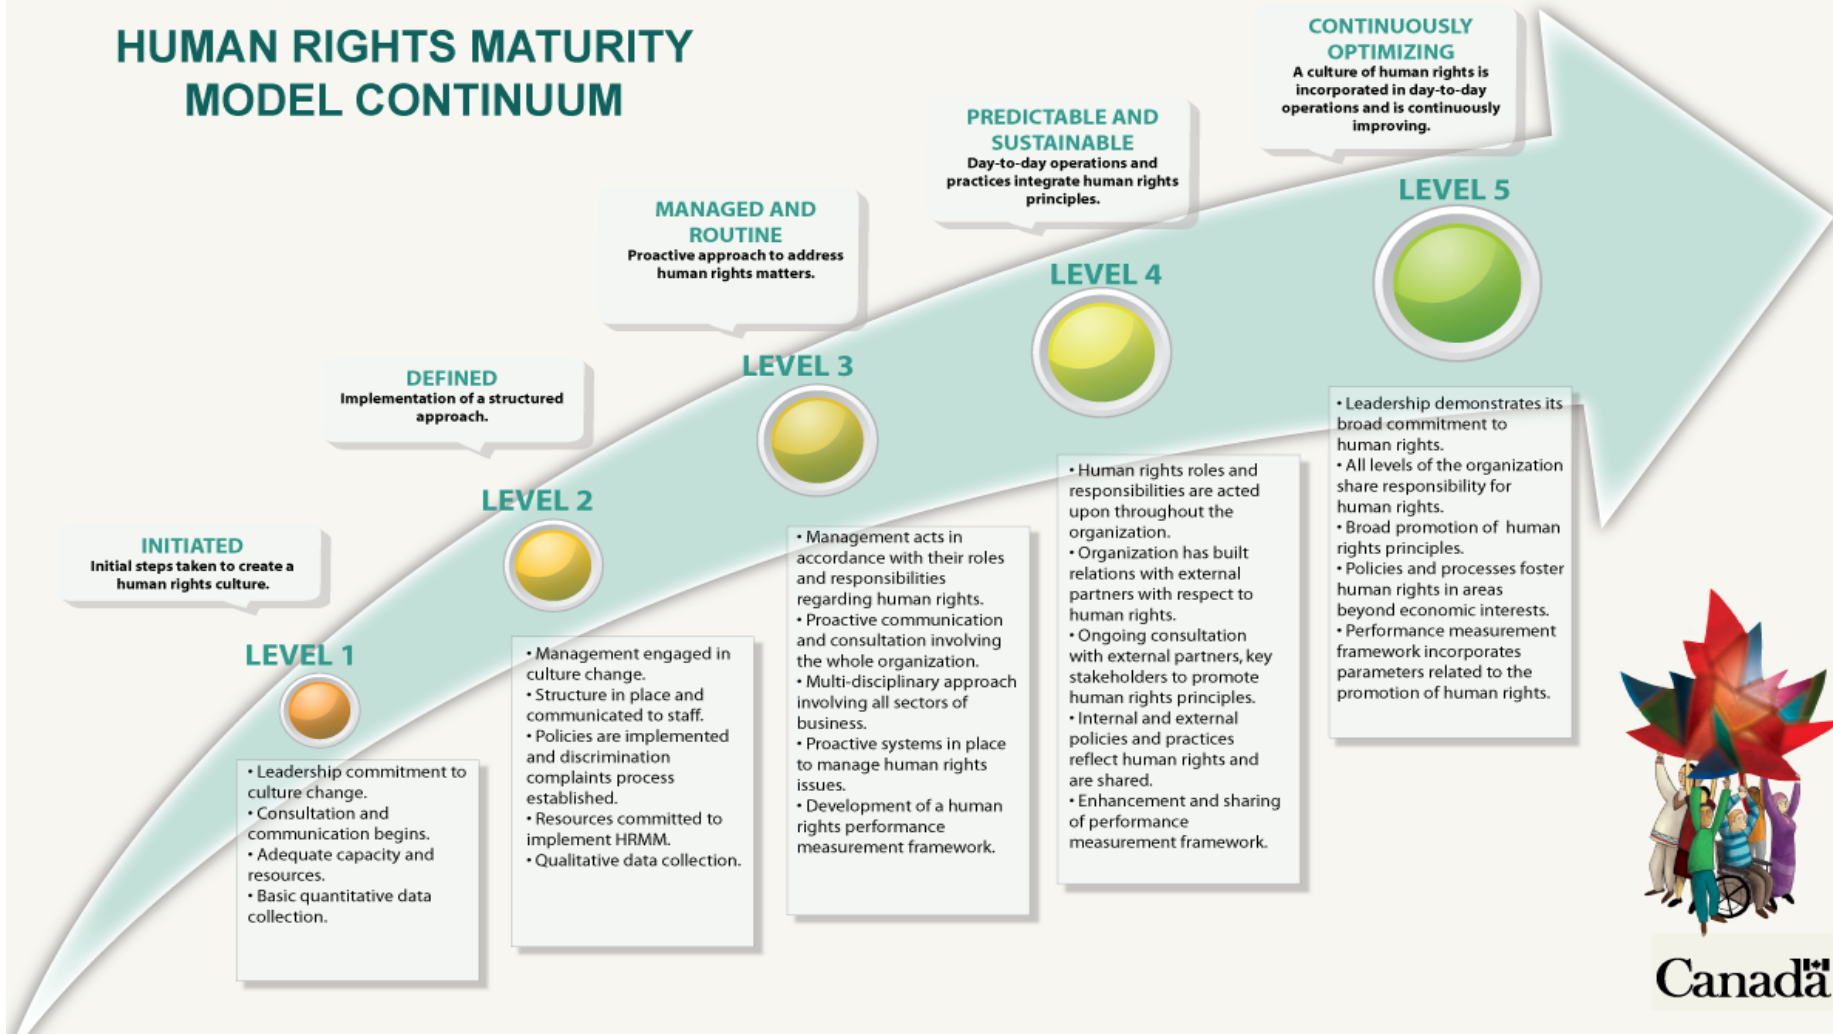 HUMAN RIGHTS MATURITY
MODEL CONTINUUM
INITIATED
Initial steps taken to create a
human rights culture.
LEVEL 1
• Leadership commitment to
culture change.
• Consultation and
communication begins.
• Adequate capacity and
resources.
• Basic quantitative data
collection.
DEFINED
Implementation of a structured
approach.
LEVEL 2
• Management engaged in
culture change.
• Structure in place and
communicated to staff.
• Policies are implemented
and discrimination
complaints process
established.
• Resources committed to
implement HRMM.
• Qualitative data collection.
MANAGED AND
ROUTINE
Proactive approach to address
human rights matters.
LEVEL 3
• Management acts in
accordance with their roles
and responsibilities
regarding human rights.
• Proactive communication
and consultation involving
the whole organization.
• Multi-disciplinary approach
involving all sectors of
business.
• Proactive systems in place
to manage human rights
issues.
• Development of a human
rights performance
measurement framework.
PREDICTABLE AND
SUSTAINABLE
Day-to-day operations and
practices integrate human rights
principles.
LEVEL 4
• Human rights roles and
responsibilities are acted
upon throughout the
organization.
• Organization has built
relations with external
partners with respect to
human rights.
• Ongoing consultation
with external partners, key
stakeholders to promote
human rights principles.
• Internal and external
policies and practices
reflect human rights and
are shared.
• Enhancement and sharing
of performance
measurement framework.
CONTINUOUSLY
OPTIMIZING
A culture of human rights is
incorporated in day-to-day
operations and is continuously
improving.
LEVEL 5
• Leadership demonstrates its
broad commitment to
human rights.
• All levels of the organization
share responsibility for
human rights.
• Broad promotion of human
rights principles.
• Policies and processes foster
human rights in areas
beyond economic interests.
• Performance measurement
framework incorporates
parameters related to the
promotion of human rights.
Canada